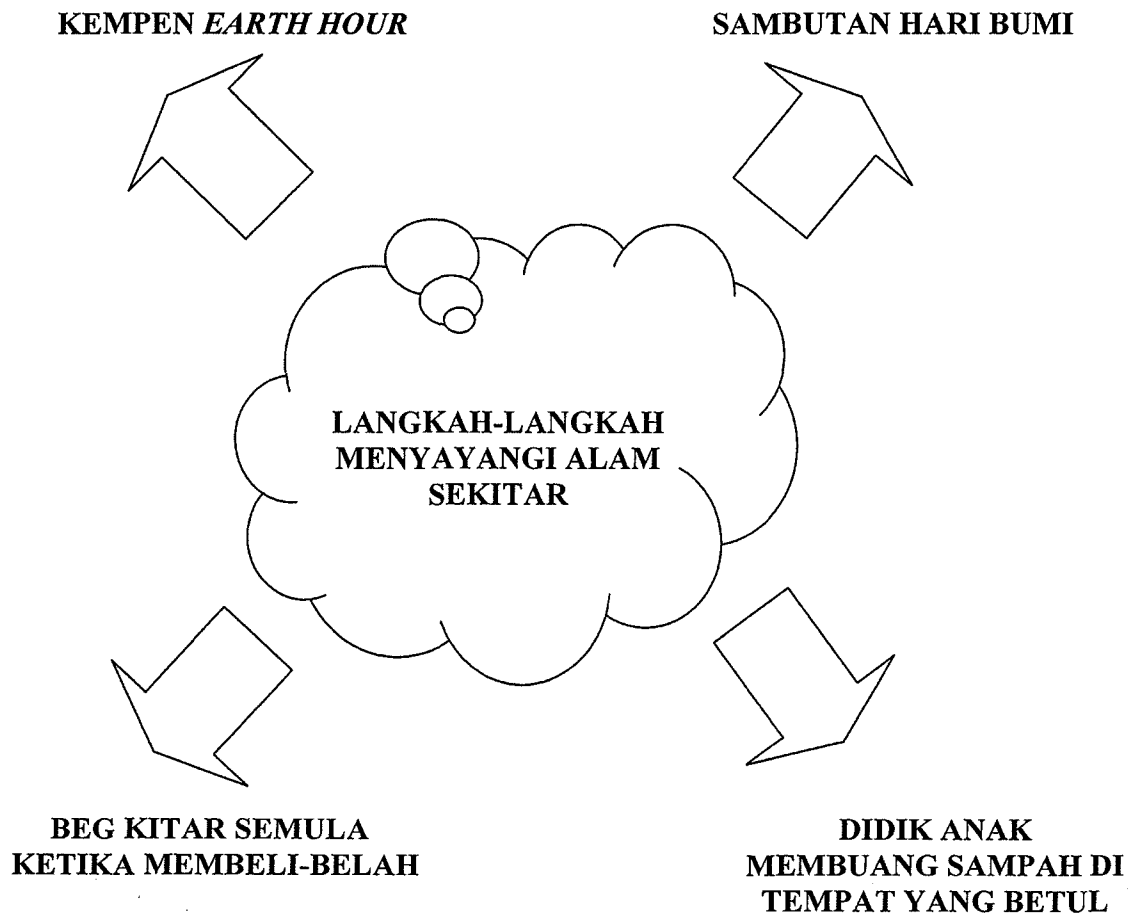 KEMPEN EARTH HOUR
SAMBUTAN HARI BUMI
LANGKAH-LANGKAH
MENYAYANGI ALAM
SEKITAR
BEG KITAR SEMULA
KETIKA MEMBELI-BELAH
DIDIK ANAK
MEMBUANG SAMPAH DI
TEMPAT YANG BETUL